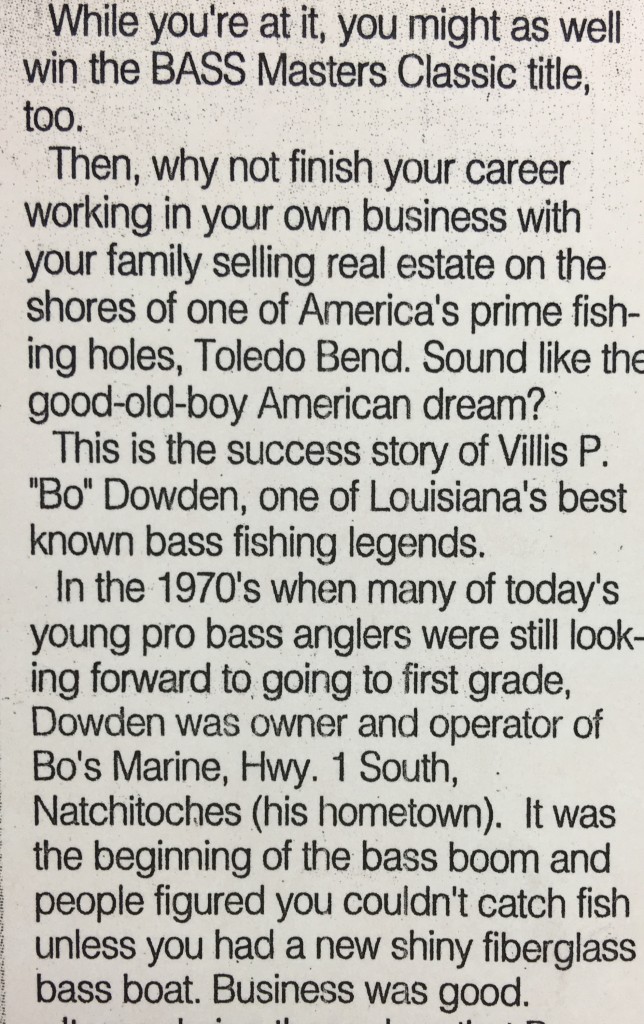 While you're at it, you might as well
win the BASS Masters Classic title,
too.
Then, why not finish your career
working in your own business with
your family selling real estate on the
shores of one of America's prime fish-
ing holes, Toledo Bend. Sound like the
good-old-boy American dream?
This is the success story of Villis P.
"Bo" Dowden, one of Louisiana's best
known bass fishing legends.
In the 1970's when many of today's
young pro bass anglers were still look-
ing forward to going to first grade,
Dowden was owner and operator of
Bo's Marine, Hwy. 1 South,
Natchitoches (his hometown). It was
the beginning of the bass boom and
people figured you couldn't catch fish
unless you had a new shiny fiberglass
bass boat. Business was good.